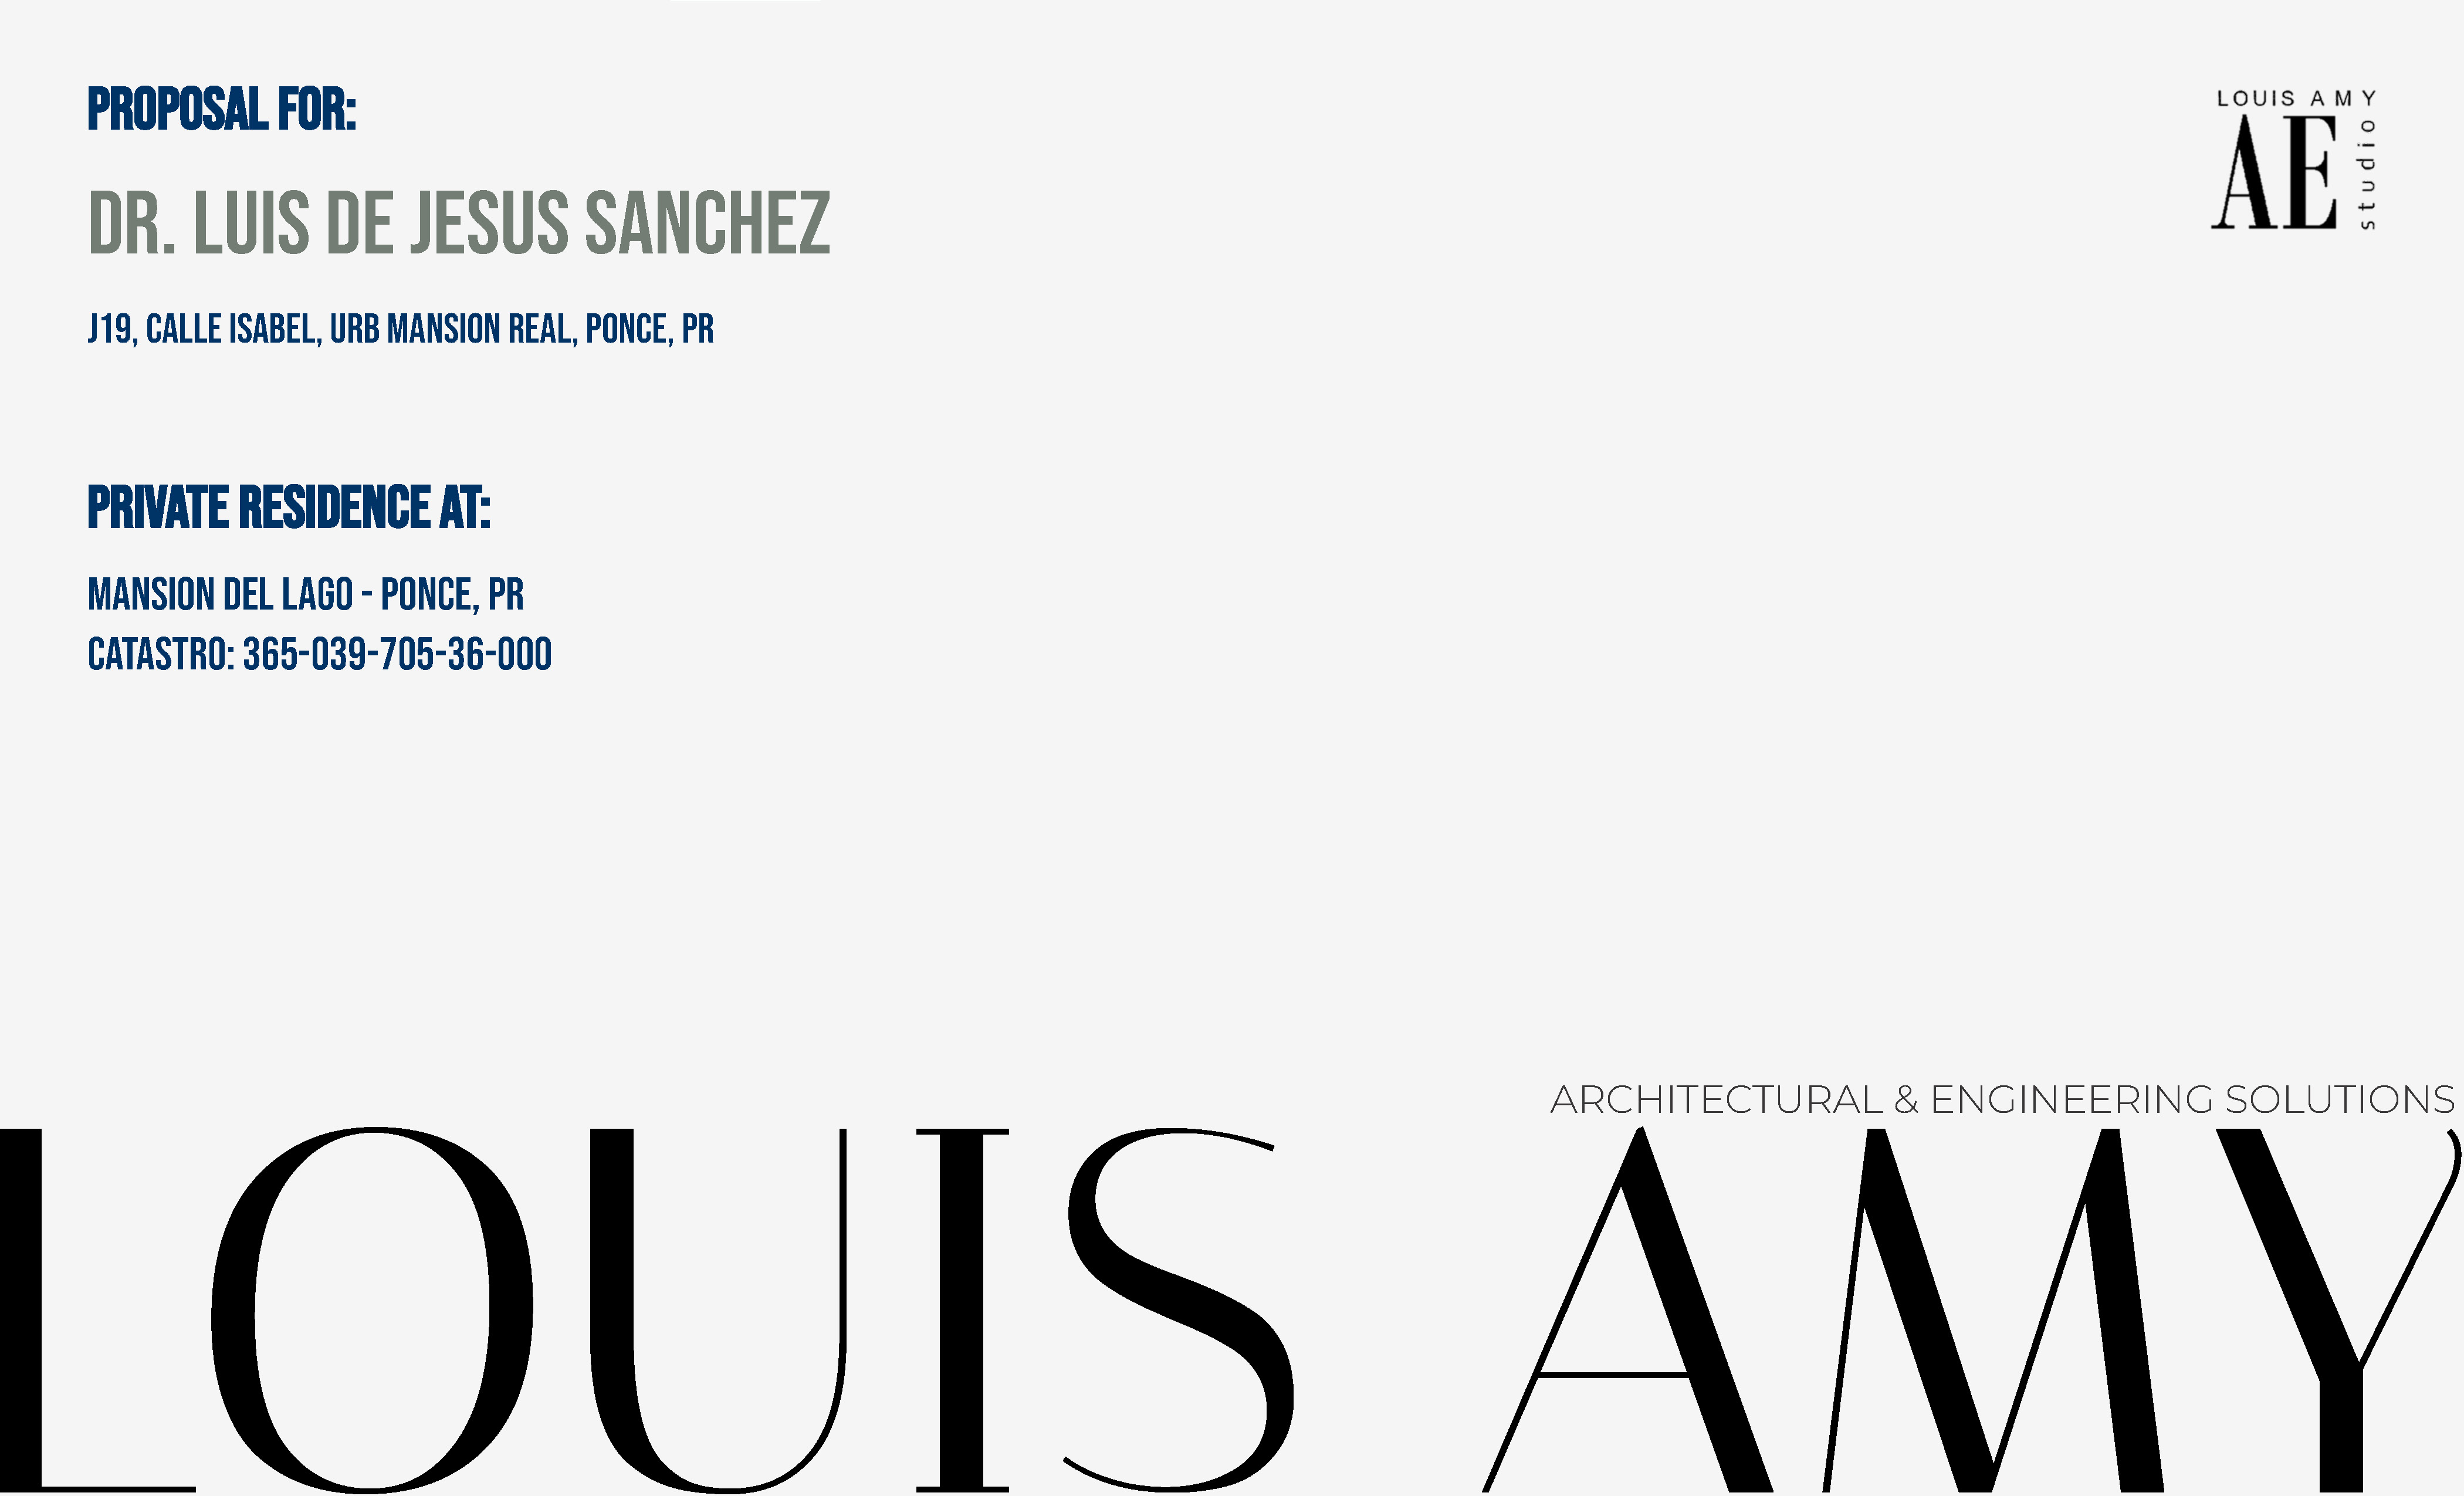 PROPOSAL FOR:
LOUIS AMY
AE
studio
DR. LUIS DE JESUS SANCHEZ
J19, CALLE ISABEL, URB MANSION REAL, PONCE, PR
PRIVATE RESIDENCE AT:
MANSION DEL LAGO - PONCE, PR
CATASTRO: 365-039-705-36-000
ARCHITECTURAL & ENGINEERING SOLUTIONS
LOUIS AMY